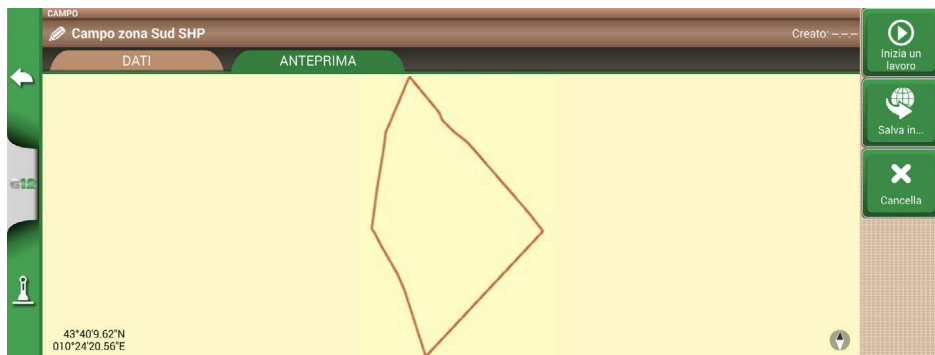 CAMPO
Campo zona Sud SHP
Creato: – – –
DATI
ANTEPRIMA
Inizia un
lavoro
Salva in...
Cancella
43°40'9.62"N
010°24'20.56"E